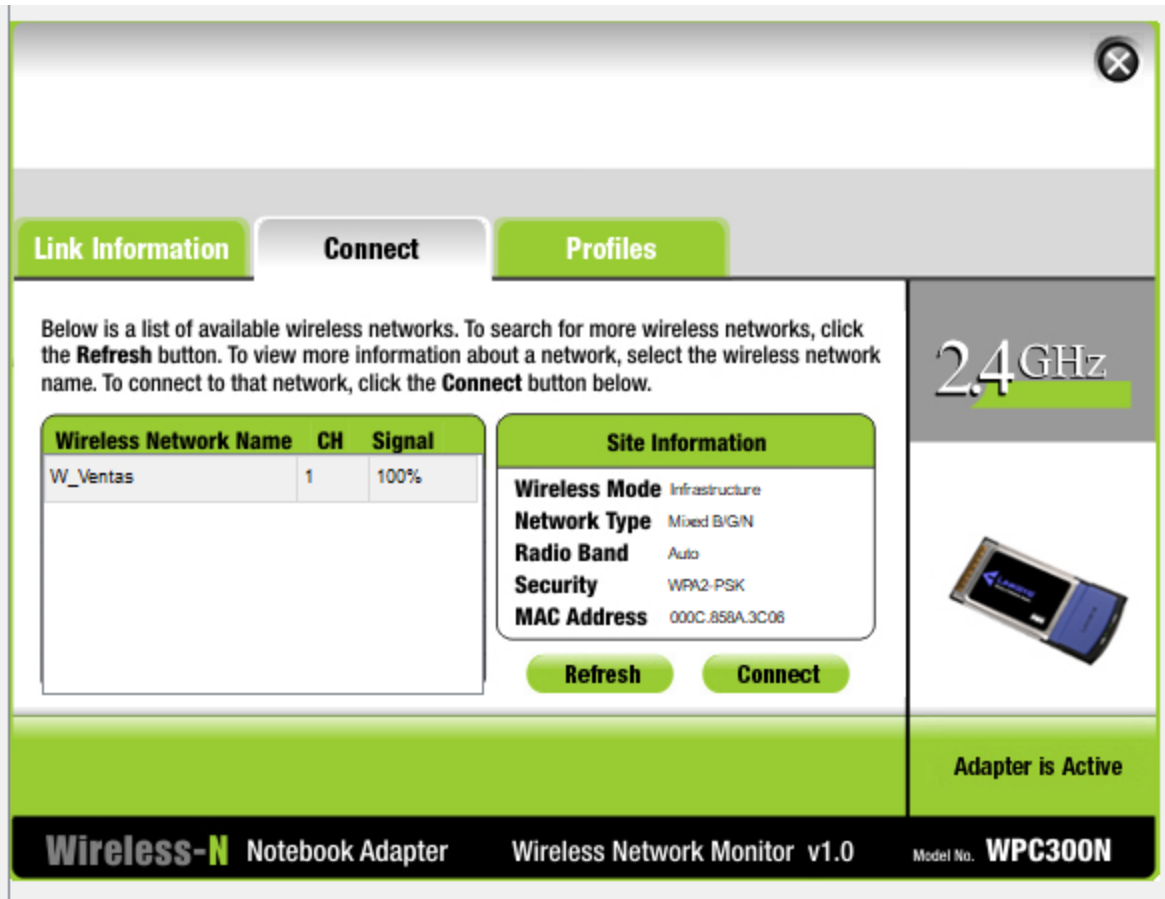 Link Information
Connect
Profiles
Below is a list of available wireless networks. To search for more wireless networks, click
the Refresh button. To view more information about a network, select the wireless network
name. To connect to that network, click the Connect button below.
2.4GHz
Wireless Network Name CH Signal
W_Ventas 1 100%
Site Information
Wireless Mode Infrastructure
Network Type Mixed B/G/N
Radio Band Auto
Security WPA2-PSK
MAC Address 000C.858A.3C06
LINKSYS
Refresh
Connect
Adapter is Active
Wireless-N Notebook Adapter Wireless Network Monitor v1.0 Model No. WPC300N